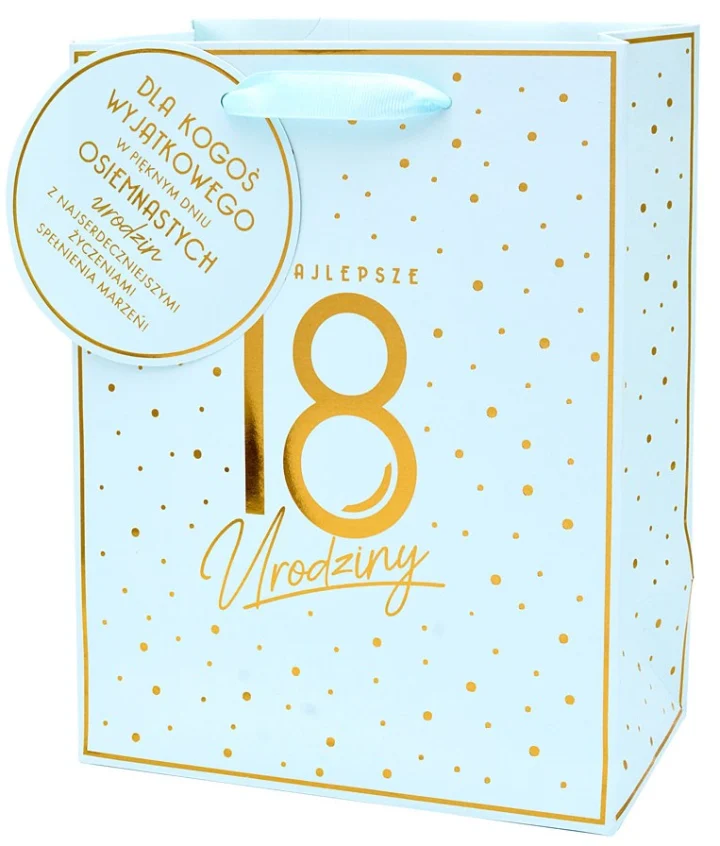 DLA KOGOŚ
WYJĄTKOWEGO
W PIĘKNYM DNIU
OSIEMNASTYCH
urodzin
Z NAJSERDECZNIEJSZYMI
ŻYCZENIAMI
SPEŁNIENIA MARZEŃ!
AJLEPSZE
18
Urodziny